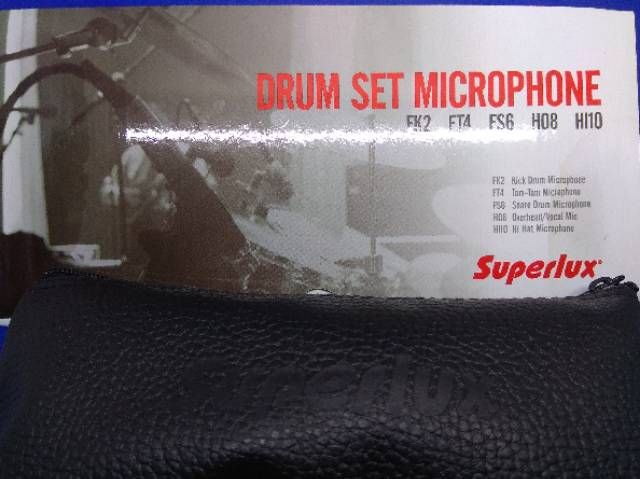 DRUM SET MICROPHONE
FK2 FT4 FS6 HO8 HI10
FK2 Kick Drum Microphone
FT4 Tom-Tom Microphone
FS6 Snare Drum Microphone
HO8 Overhead/Vocal Mic
HI10 Hi Hat Microphone
Superlux®
Superlux